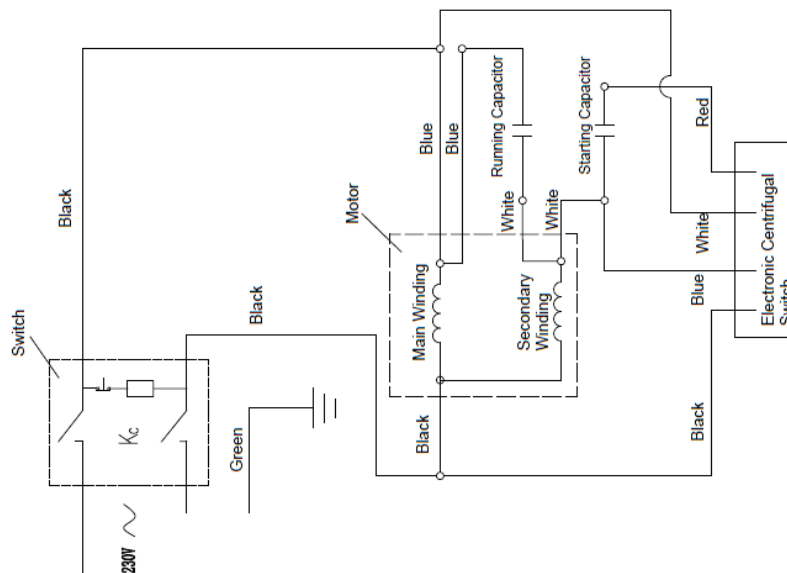 Black
Blue
Blue
Running Capacitor
Starting Capacitor
Red
Motor
White
White
White
Switch
Black
Main Winding
Secondary
Winding
Blue
Electronic Centrifugal
Switch
Kc
Green
Black
Black
230V